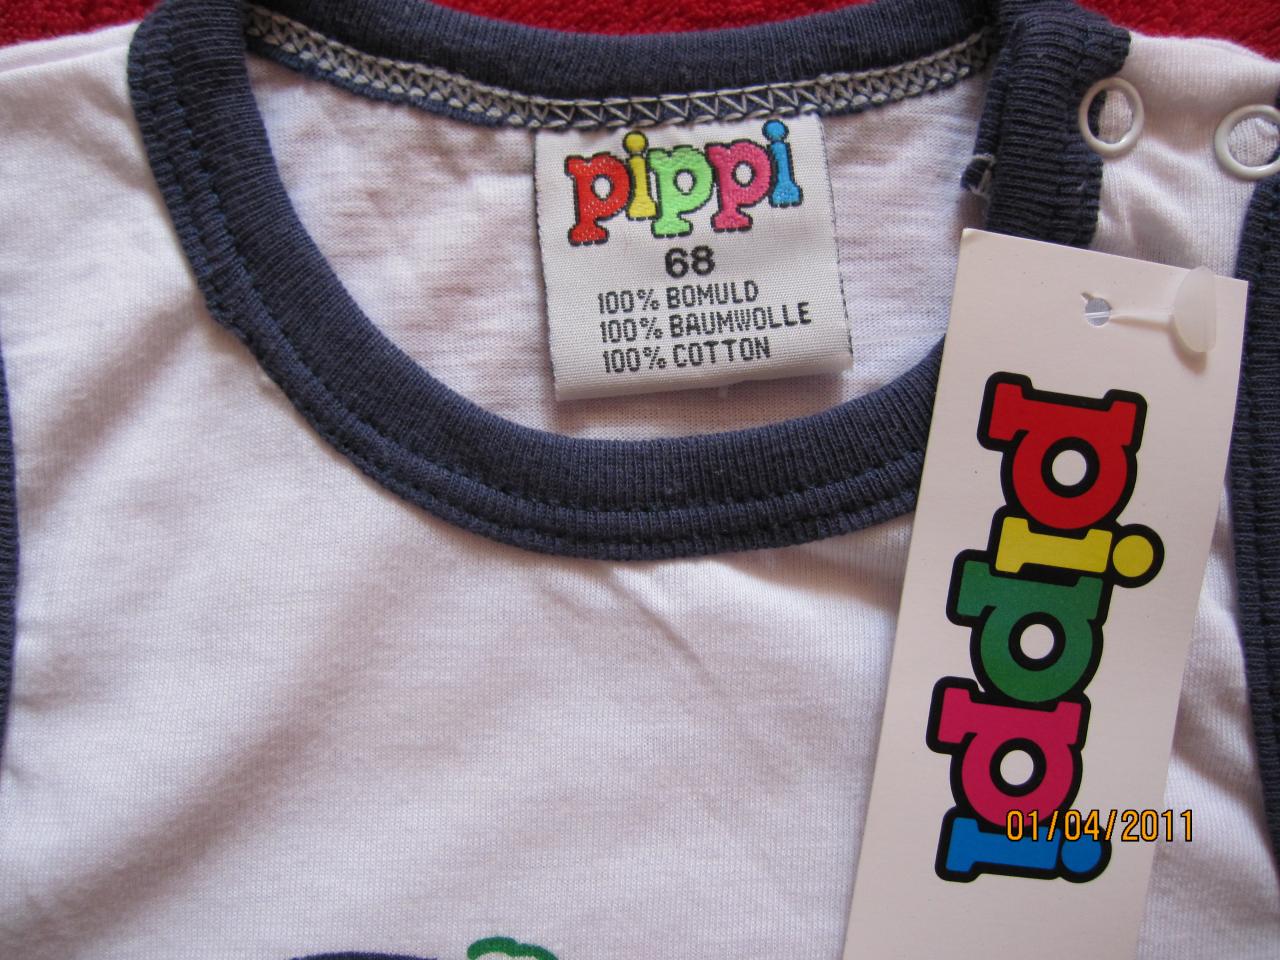 pippi
68
100% BOMULD
100% BAUMWOLLE
100% COTTON
pippi
01/04/2011